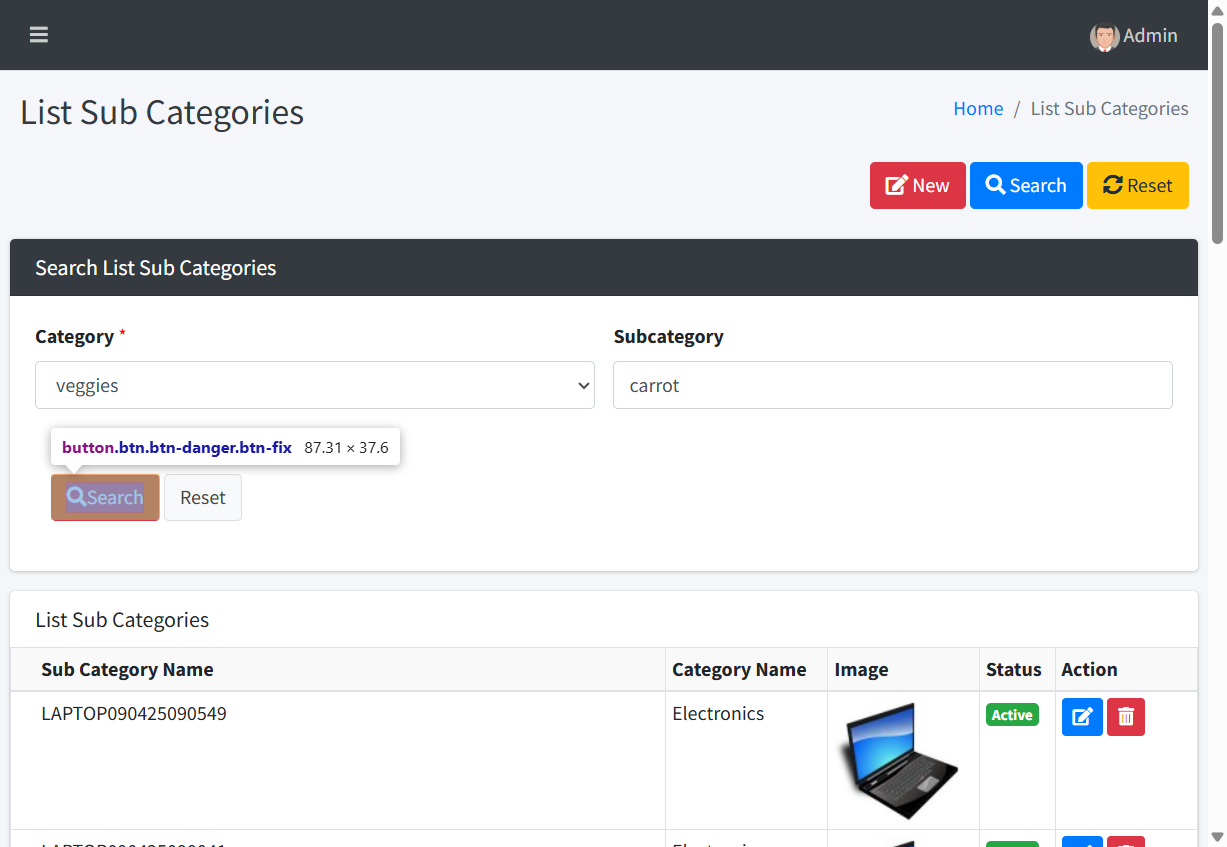 Admin
List Sub Categories
Home / List Sub Categories
New Search Reset
Search List Sub Categories
Category * Subcategory
veggies carrot
button.btn.btn-danger.btn-fix 87.31 × 37.6
Search Reset
List Sub Categories
Sub Category Name Category Name Image Status Action
LAPTOP090425090549 Electronics Active